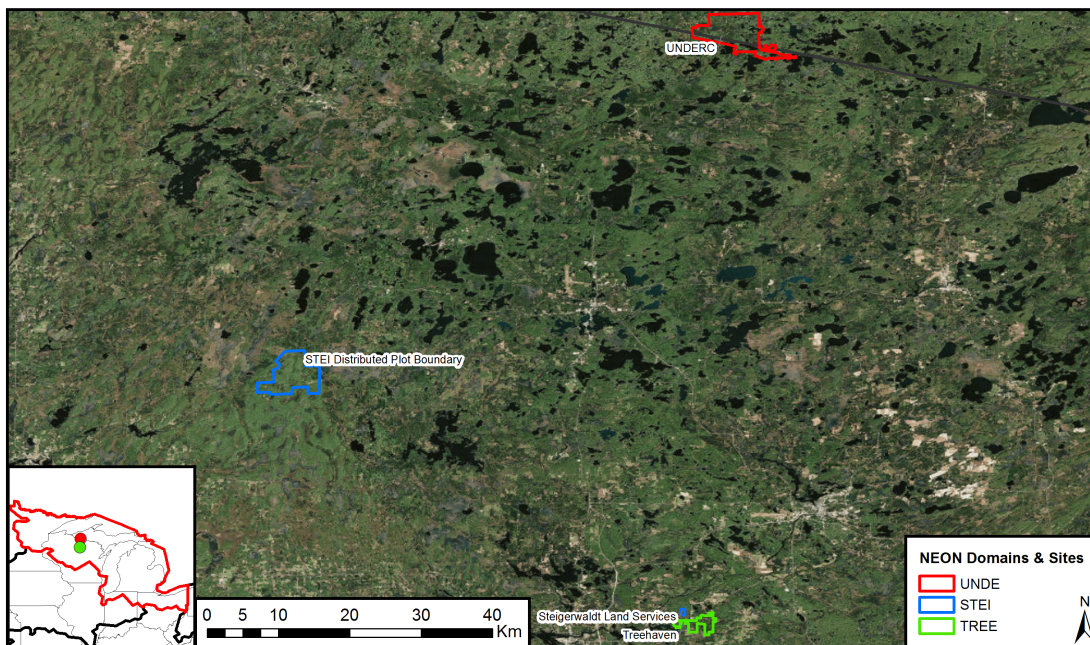 UNDERC
STEI Distributed Plot Boundary
Steigerwaldt Land Services
Treehaven
0 5 10 20 30 40
Km
NEON Domains & Sites
UNDE
STEI
TREE
N